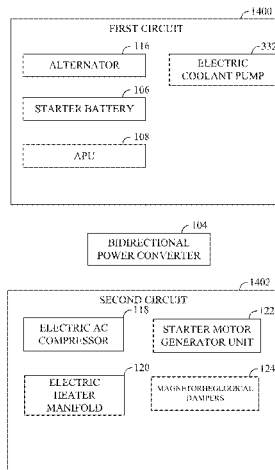 1400
FIRST CIRCUIT
116
332
ALTERNATOR
ELECTRIC
COOLANT PUMP
106
STARTER BATTERY
108
APU
104
BIDIRECTIONAL
POWER CONVERTER
1402
SECOND CIRCUIT
118
122
ELECTRIC AC
COMPRESSOR
STARTER MOTOR
GENERATOR UNIT
120
124
ELECTRIC
HEATER
MANIFOLD
MAGNETORHEOLOGICAL
DAMPERS